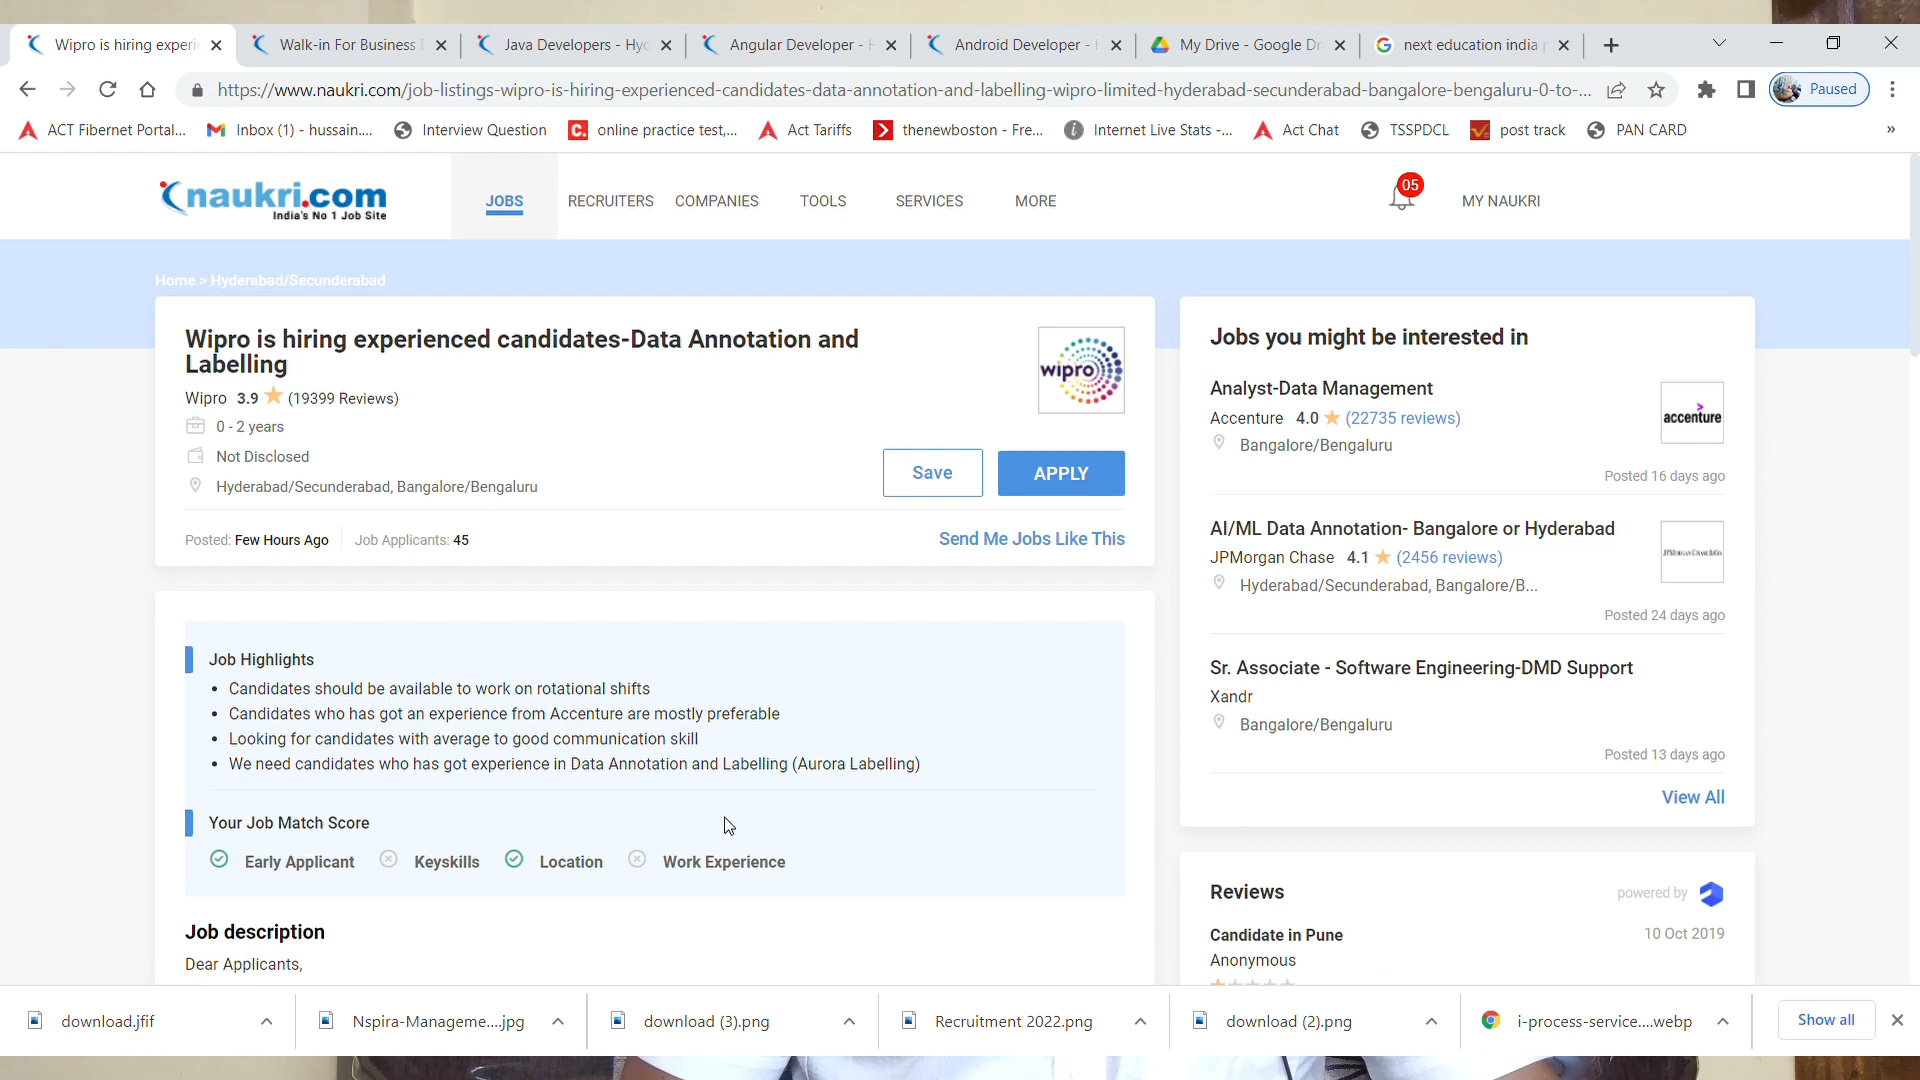 Wipro is hiring experi
Walk-in For Business
Java Developers - Hyd
Angular Developer - H
Android Developer - H
My Drive - Google Dr
next education india p
https://www.naukri.com/job-listings-wipro-is-hiring-experienced-candidates-data-annotation-and-labelling-wipro-limited-hyderabad-secunderabad-bangalore-bengaluru-0-to-...
Paused
ACT Fibernet Portal...
Inbox (1) - hussain....
Interview Question
C.
online practice test,...
Act Tariffs
thenewboston - Fre...
Internet Live Stats -...
Act Chat
TSSPDCL
post track
PAN CARD
»
naukri.com
India's No 1 Job Site
JOBS
RECRUITERS
COMPANIES
TOOLS
SERVICES
MORE
05
MY NAUKRI
Home > Hyderabad/Secunderabad
Wipro is hiring experienced candidates-Data Annotation and
Labelling
wipro
Wipro 3.9 (19399 Reviews)
0 - 2 years
Not Disclosed
Hyderabad/Secunderabad, Bangalore/Bengaluru
Save
APPLY
Posted: Few Hours Ago
Job Applicants: 45
Send Me Jobs Like This
Job Highlights
• Candidates should be available to work on rotational shifts
• Candidates who has got an experience from Accenture are mostly preferable
• Looking for candidates with average to good communication skill
• We need candidates who has got experience in Data Annotation and Labelling (Aurora Labelling)
Your Job Match Score
Early Applicant
Keyskills
Location
Work Experience
Job description
Dear Applicants,
Jobs you might be interested in
Analyst-Data Management
Accenture 4.0 (22735 reviews)
Bangalore/Bengaluru
accenture
Posted 16 days ago
AI/ML Data Annotation- Bangalore or Hyderabad
JPMorgan Chase 4.1 (2456 reviews)
Hyderabad/Secunderabad, Bangalore/B...
JPMORGAN CHASE & CO.
Posted 24 days ago
Sr. Associate - Software Engineering-DMD Support
Xandr
Bangalore/Bengaluru
Posted 13 days ago
View All
Reviews
powered by
Candidate in Pune
10 Oct 2019
Anonymous
download.jfif
Nspira-Manageme....jpg
download (3).png
Recruitment 2022.png
download (2).png
i-process-service....webp
Show all